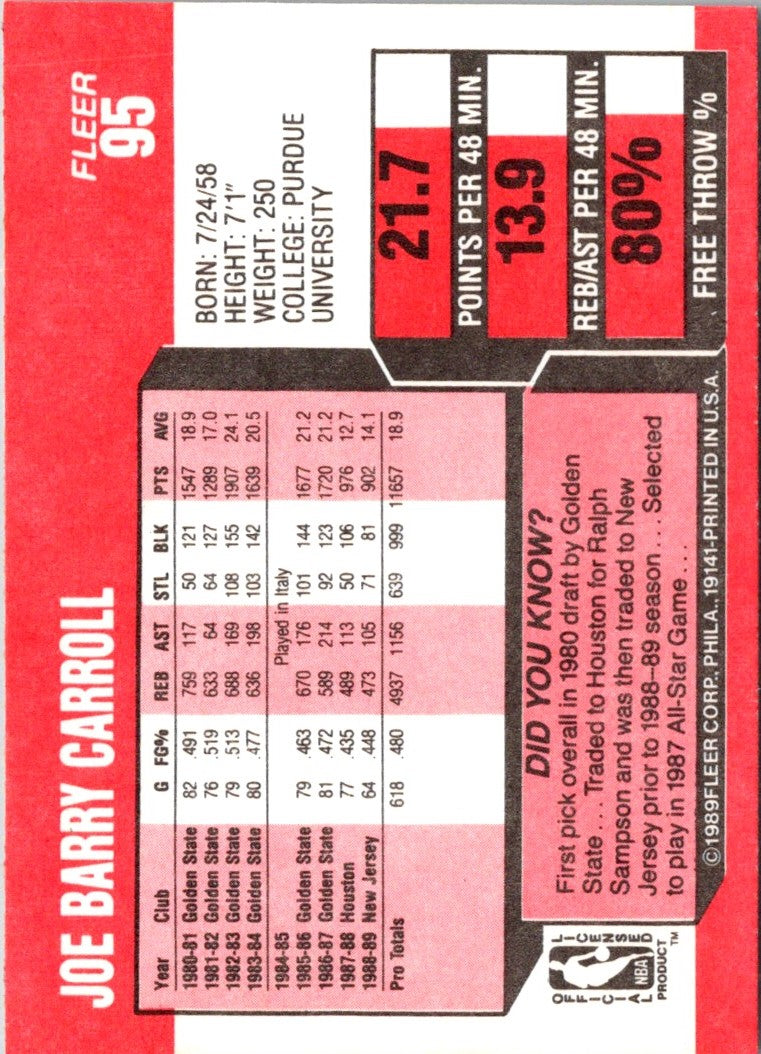 JOE BARRY CARROLL
FLEER
95
Year Club G FG% REB AST STL BLK PTS AVG
1980-81 Golden State 82 .491 759 117 50 121 1547 18.9
1981-82 Golden State 76 .519 633 64 64 127 1289 17.0
1982-83 Golden State 79 .513 688 169 108 155 1907 24.1
1983-84 Golden State 80 .477 636 198 103 142 1639 20.5
1984-85 Played in Italy
1985-86 Golden State 79 .463 670 176 101 144 1677 21.2
1986-87 Golden State 81 .472 589 214 92 123 1720 21.2
1987-88 Houston 77 .435 489 113 50 106 976 12.7
1988-89 New Jersey 64 .448 473 105 71 81 902 14.1
Pro Totals 618 .480 4937 1156 639 999 11657 18.9
BORN: 7/24/58
HEIGHT: 7'1"
WEIGHT: 250
COLLEGE: PURDUE
UNIVERSITY
21.7
POINTS PER 48 MIN.
13.9
REB/AST PER 48 MIN.
80%
FREE THROW %
DID YOU KNOW?
First pick overall in 1980 draft by Golden
State .... Traded to Houston for Ralph
Sampson and was then traded to New
Jersey prior to 1988-89 season .... Selected
to play in 1987 All-Star Game ....
OFFICIAL LICENSED
NBA
PRODUCT™
©1989FLEER CORP., PHILA., 19141-PRINTED IN U.S.A.